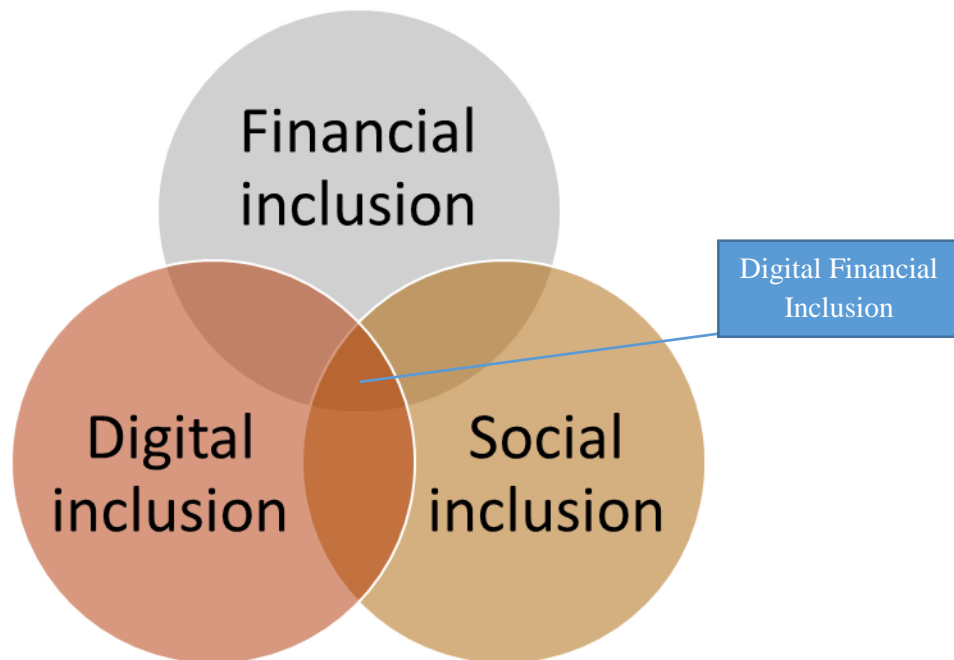 Financial
inclusion
Digital Financial
Inclusion
Digital
inclusion
Social
inclusion